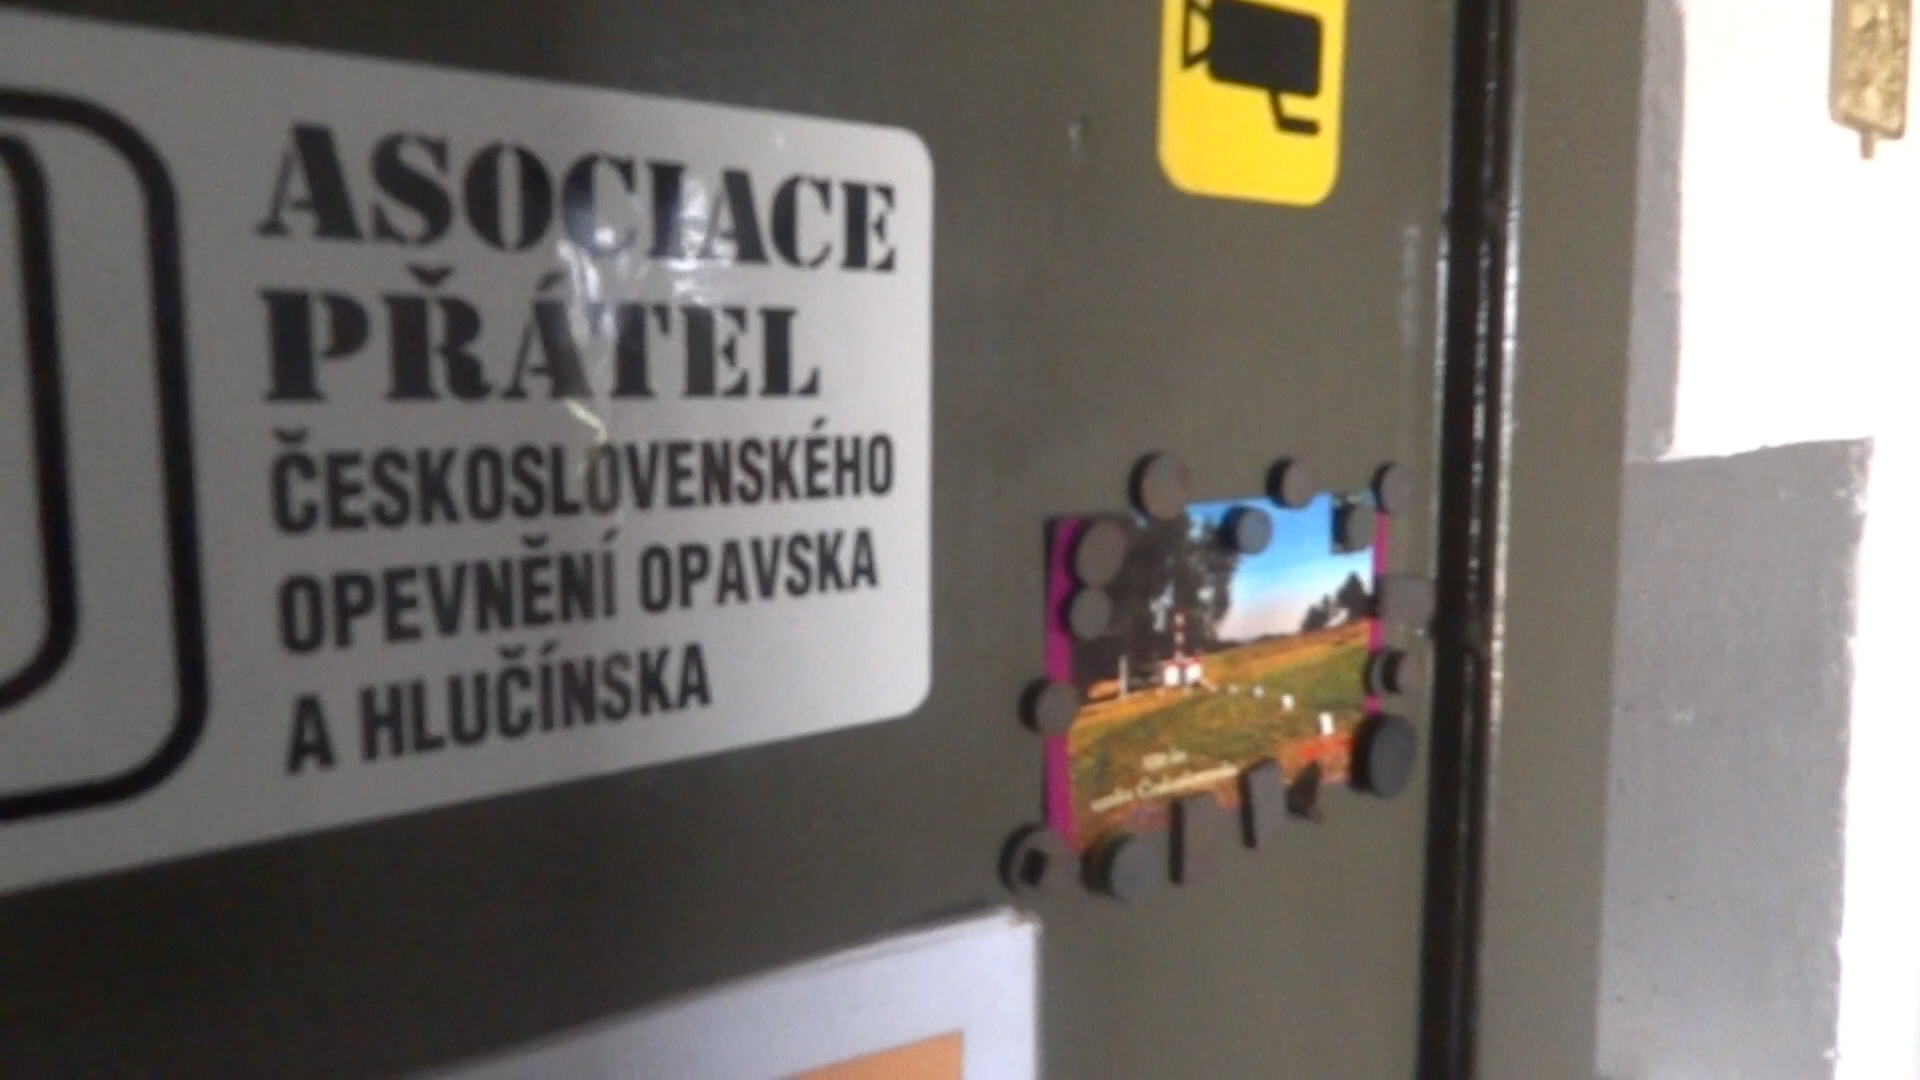 ASOCIACE
PŘÁTEL
ČESKOSLOVENSKÉHO
OPEVNĚNÍ OPAVSKA
A HLUČÍNSKA